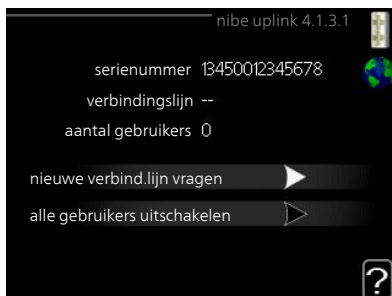 nibe uplink 4.1.3.1
serienummer 13450012345678
verbindingslijn --
aantal gebruikers 0
nieuwe verbind.lijn vragen
alle gebruikers uitschakelen
?